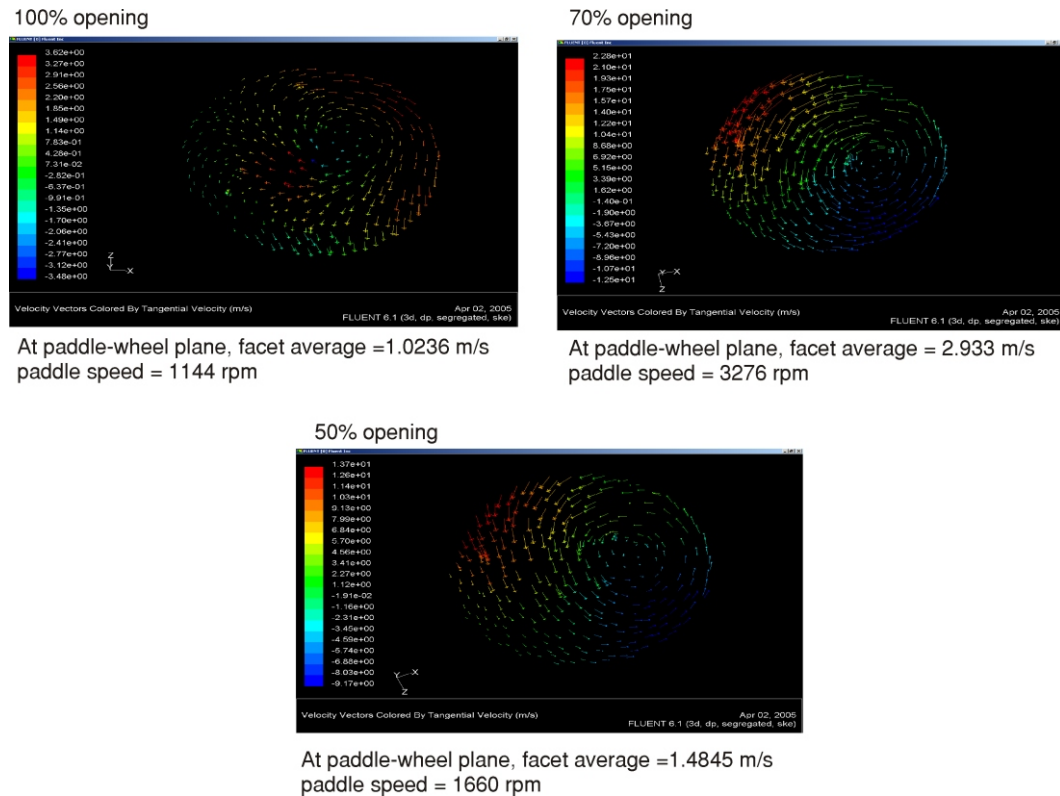 100% opening
FLUENT [0] Fluent Inc
3.62e+00
3.27e+00
2.91e+00
2.56e+00
2.20e+00
1.85e+00
1.49e+00
1.14e+00
7.83e-01
4.28e-01
7.31e-02
-2.82e-01
-6.37e-01
-9.91e-01
-1.35e+00
-1.70e+00
-2.06e+00
-2.41e+00
-2.77e+00
-3.12e+00
-3.48e+00
Z
Y X
Velocity Vectors Colored By Tangential Velocity (m/s)
Apr 02, 2005
FLUENT 6.1 (3d, dp, segregated, ske)
At paddle-wheel plane, facet average =1.0236 m/s
paddle speed = 1144 rpm
70% opening
FLUENT [0] Fluent Inc
2.28e+01
2.10e+01
1.93e+01
1.75e+01
1.57e+01
1.40e+01
1.22e+01
1.04e+01
8.68e+00
6.92e+00
5.15e+00
3.39e+00
1.62e+00
-1.40e-01
-1.90e+00
-3.67e+00
-5.43e+00
-7.20e+00
-8.96e+00
-1.07e+01
-1.25e+01
Y X
Z
Velocity Vectors Colored By Tangential Velocity (m/s)
Apr 02, 2005
FLUENT 6.1 (3d, dp, segregated, ske)
At paddle-wheel plane, facet average = 2.933 m/s
paddle speed = 3276 rpm
50% opening
FLUENT [0] Fluent Inc
1.37e+01
1.26e+01
1.14e+01
1.03e+01
9.13e+00
7.99e+00
6.84e+00
5.70e+00
4.56e+00
3.41e+00
2.27e+00
1.12e+00
-1.91e-02
-1.16e+00
-2.31e+00
-3.45e+00
-4.59e+00
-5.74e+00
-6.88e+00
-8.03e+00
-9.17e+00
Y X
Z
Velocity Vectors Colored By Tangential Velocity (m/s)
Apr 02, 2005
FLUENT 6.1 (3d, dp, segregated, ske)
At paddle-wheel plane, facet average =1.4845 m/s
paddle speed = 1660 rpm